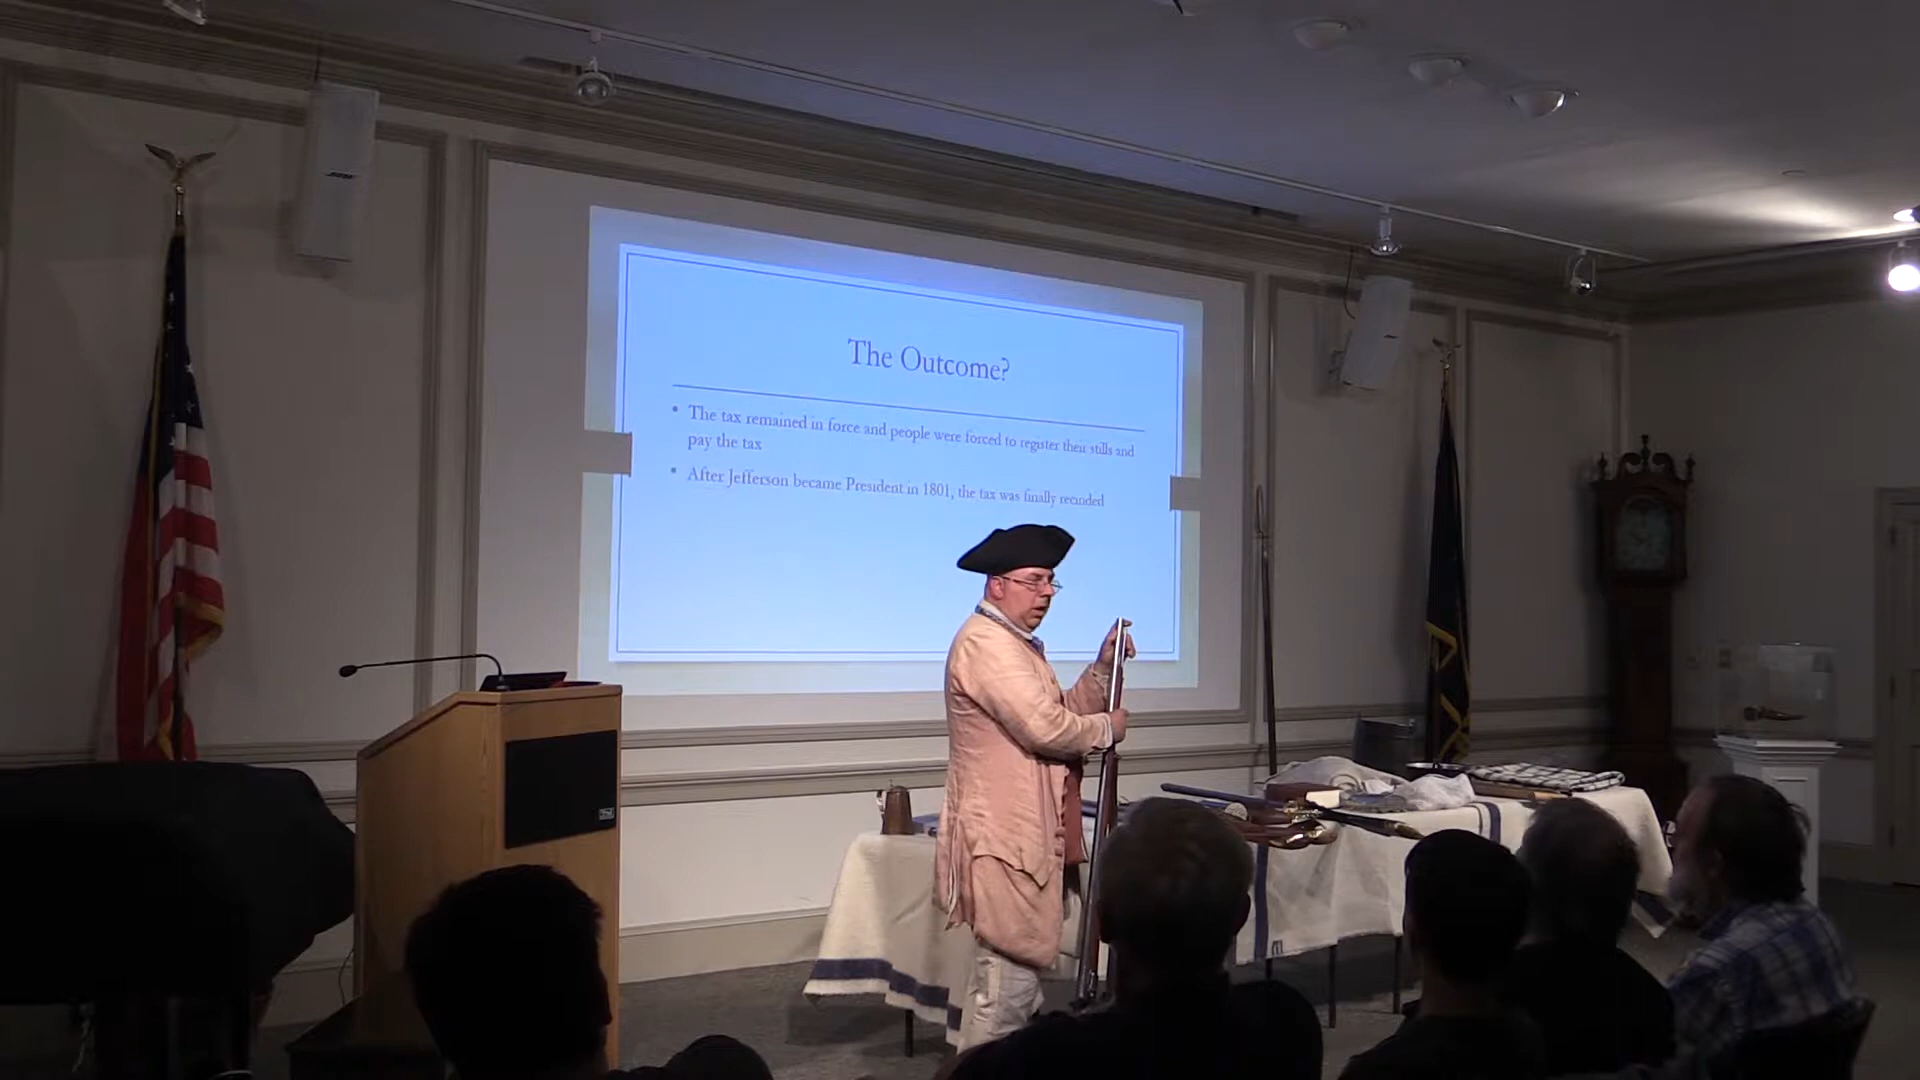 The Outcome?
• The tax remained in force and people were forced to register their stills and
pay the tax
• After Jefferson became President in 1801, the tax was finally recinded
BOSE